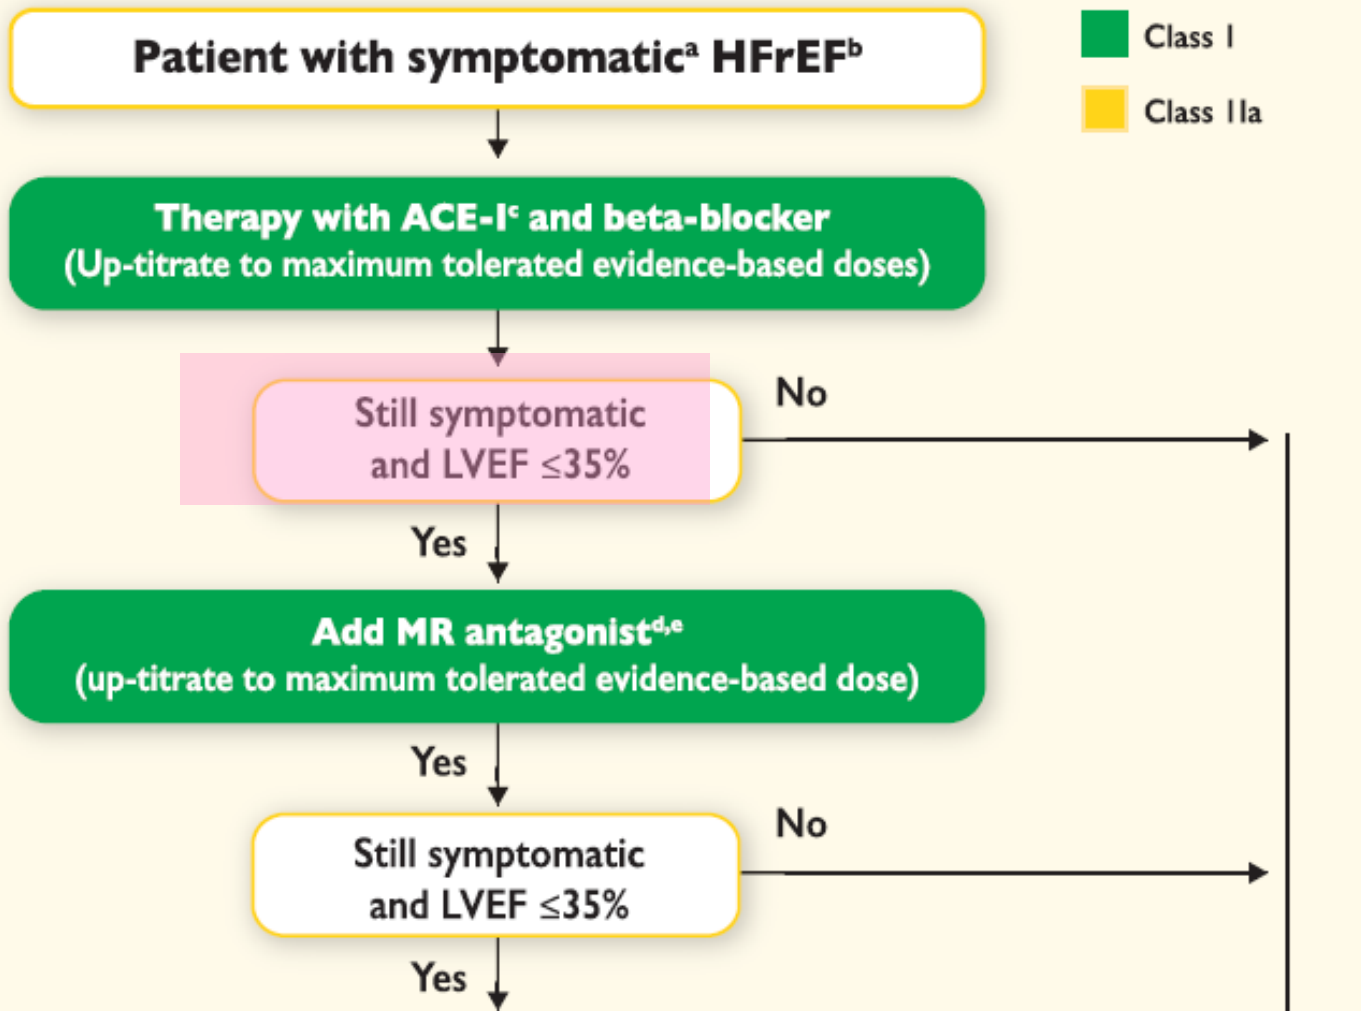 Patient with symptomaticᵃ HFrEFᵇ
Class I
Class IIa
Therapy with ACE-Iᶜ and beta-blocker
(Up-titrate to maximum tolerated evidence-based doses)
Still symptomatic
and LVEF ≤35%
No
Yes
Add MR antagonistᵈ,ᵉ
(up-titrate to maximum tolerated evidence-based dose)
Yes
Still symptomatic
and LVEF ≤35%
No
Yes